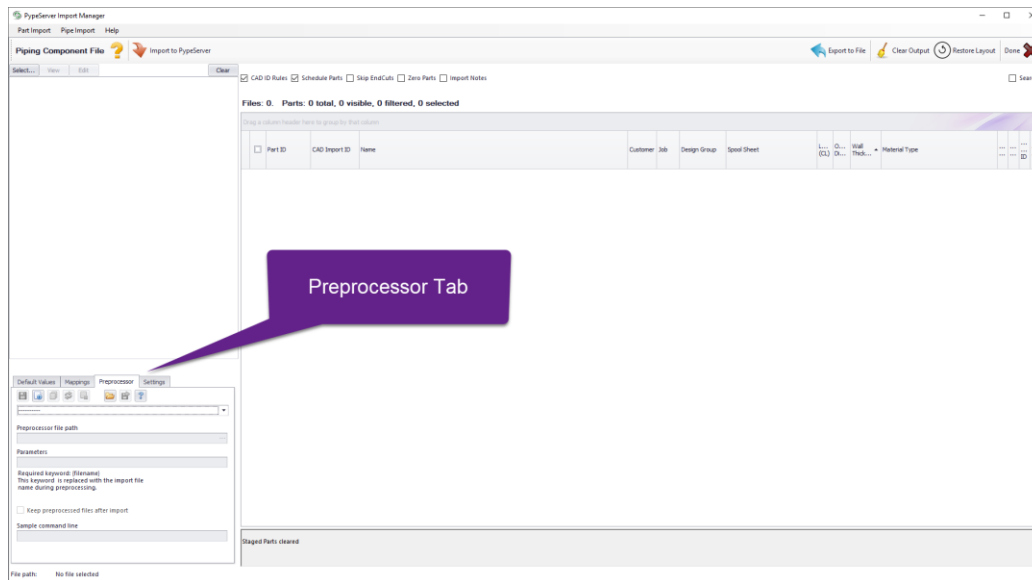 PypeServer Import Manager
Part Import Pipe Import Help
Piping Component File ? Import to PypeServer Export to File Clear Output Restore Layout Done
Select... View Edit Clear
CAD ID Rules Schedule Parts Skip EndCuts Zero Parts Import Notes Sear
Files: 0. Parts: 0 total, 0 visible, 0 filtered, 0 selected
Drag a column header here to group by that column
Part ID CAD Import ID Name Customer Job Design Group Spool Sheet L... (CL) O... Di... Wall Thick... Material Type ... ... ... ... ... ... ID
Preprocessor Tab
Default Values Mappings Preprocessor Settings
Preprocessor file path
...
Parameters
Required keyword: {filename}
This keyword is replaced with the import file
name during preprocessing.
Keep preprocessed files after import
Sample command line
Staged Parts cleared
File path: No file selected